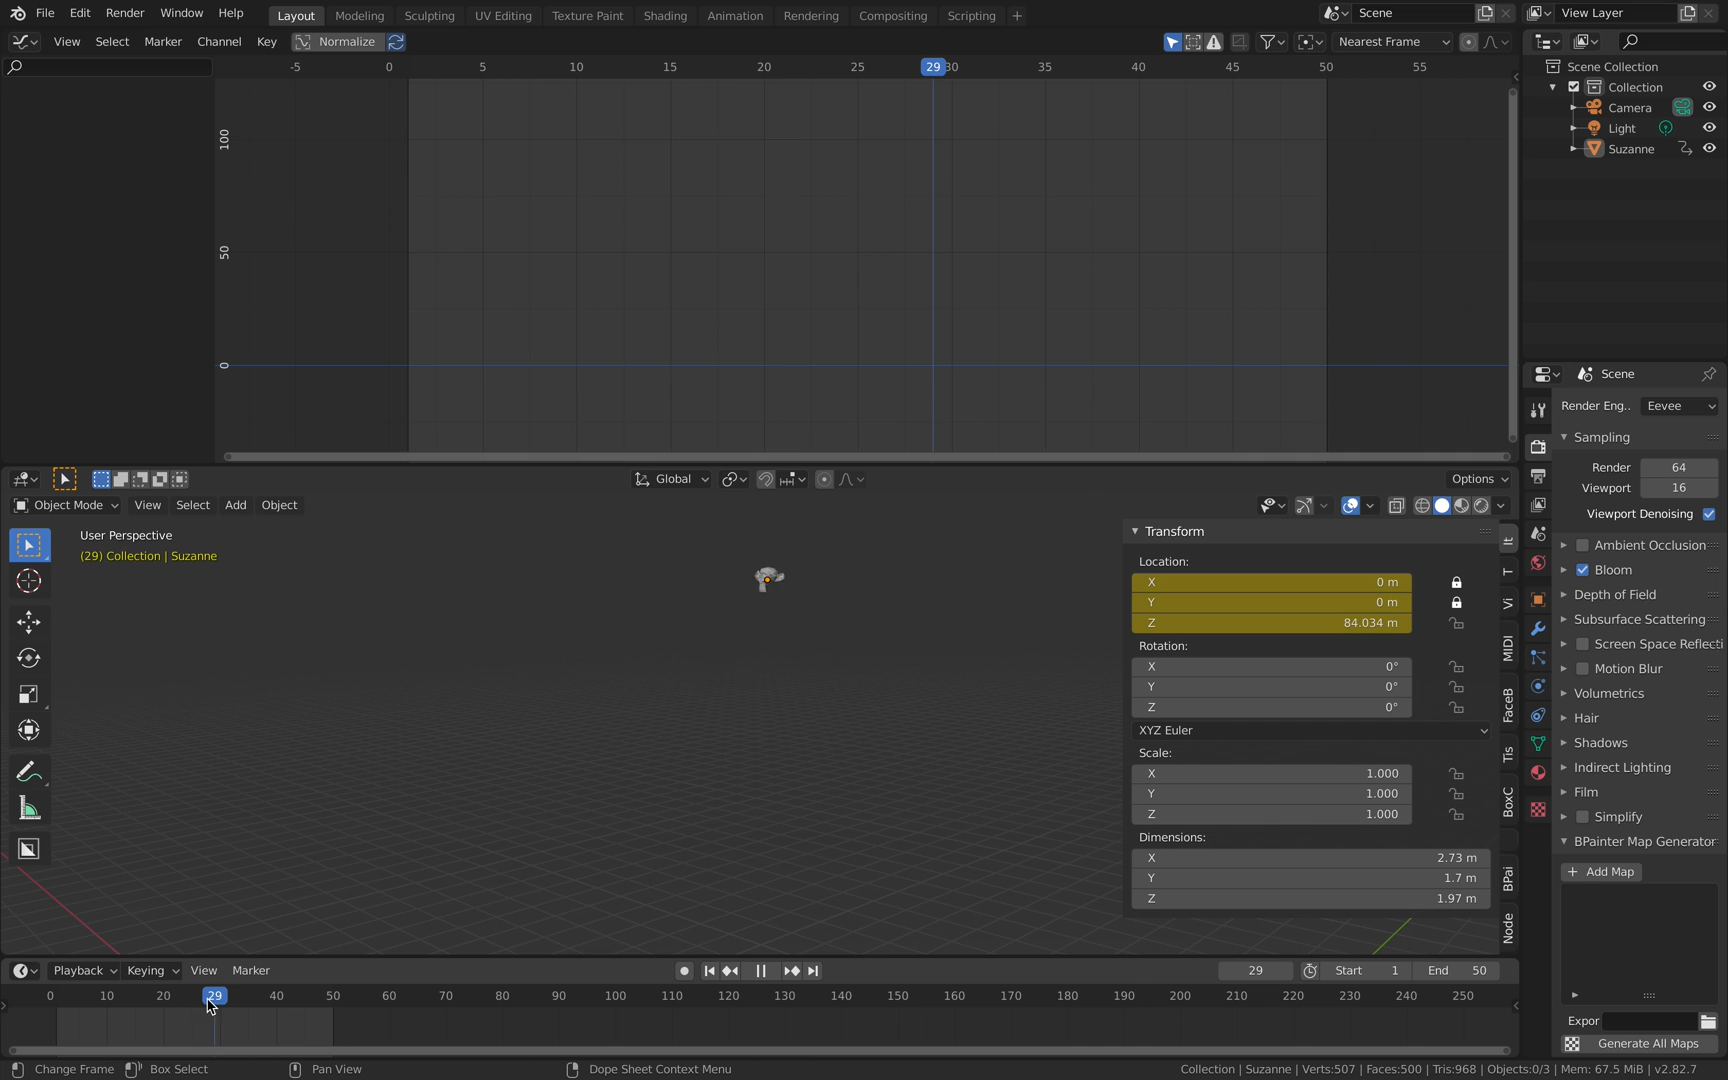 File Edit Render Window Help Layout Modeling Sculpting UV Editing Texture Paint Shading Animation Rendering Compositing Scripting + Scene View Layer
View Select Marker Channel Key Normalize Nearest Frame
-5 0 5 10 15 20 25 29 30 35 40 45 50 55
100
50
0
Scene Collection
Collection
Camera
Light
Suzanne
Global Options
Object Mode View Select Add Object
User Perspective
(29) Collection | Suzanne
Transform
Location:
X 0 m
Y 0 m
Z 84.034 m
Rotation:
X 0°
Y 0°
Z 0°
XYZ Euler
Scale:
X 1.000
Y 1.000
Z 1.000
Dimensions:
X 2.73 m
Y 1.7 m
Z 1.97 m
It
T
Vi
MIDI
FaceB
Tis
BoxC
BPai
Node
Scene
Render Eng.. Eevee
Sampling
Render 64
Viewport 16
Viewport Denoising
Ambient Occlusion
Bloom
Depth of Field
Subsurface Scattering
Screen Space Reflecti
Motion Blur
Volumetrics
Hair
Shadows
Indirect Lighting
Film
Simplify
BPainter Map Generator
+ Add Map
Expor
Generate All Maps
Playback Keying View Marker 29 Start 1 End 50
0 10 20 29 40 50 60 70 80 90 100 110 120 130 140 150 160 170 180 190 200 210 220 230 240 250
Change Frame Box Select Pan View Dope Sheet Context Menu Collection | Suzanne | Verts:507 | Faces:500 | Tris:968 | Objects:0/3 | Mem: 67.5 MiB | v2.82.7